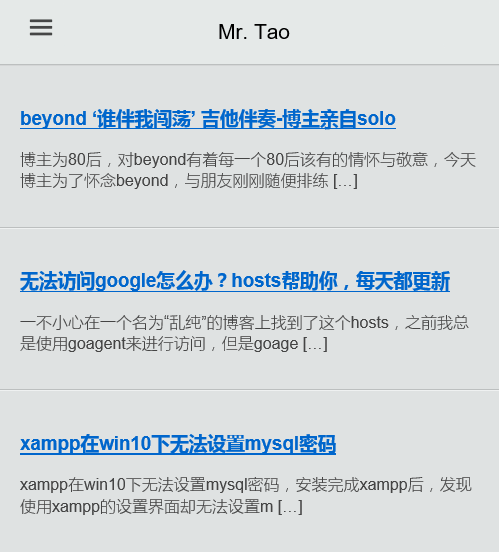 Mr. Tao
beyond ‘谁伴我闯荡’ 吉他伴奏-博主亲自solo
博主为80后，对beyond有着每一个80后该有的情怀与敬意，今天
博主为了怀念beyond，与朋友刚刚随便排练 [...]
无法访问google怎么办？hosts帮助你，每天都更新
一不小心在一个名为“乱纯”的博客上找到了这个hosts，之前我总
是使用goagent来进行访问，但是goage [...]
xampp在win10下无法设置mysql密码
xampp在win10下无法设置mysql密码，安装完成xampp后，发现
使用xampp的设置界面却无法设置m [...]